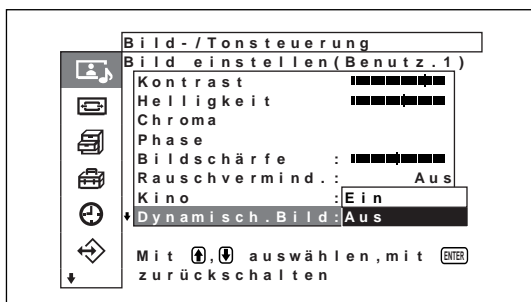 Bild-/Tonsteuerung
Bild einstellen(Benutz.1)
Kontrast
Helligkeit
Chroma
Phase
Bildschärfe :
Rauschvermind.: Aus
Kino :Ein
Dynamisch.Bild:Aus
Mit ,auswählen,mit ENTER
zurückschalten